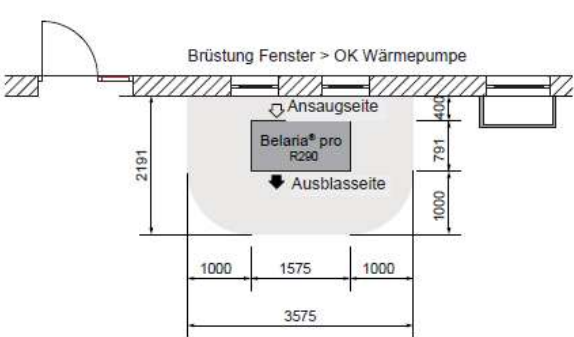 Brüstung Fenster > OK Wärmepumpe
Ansaugseite
400
Belaria® pro
R290
791
2191
Ausblasseite
1000
1000
1575
1000
3575